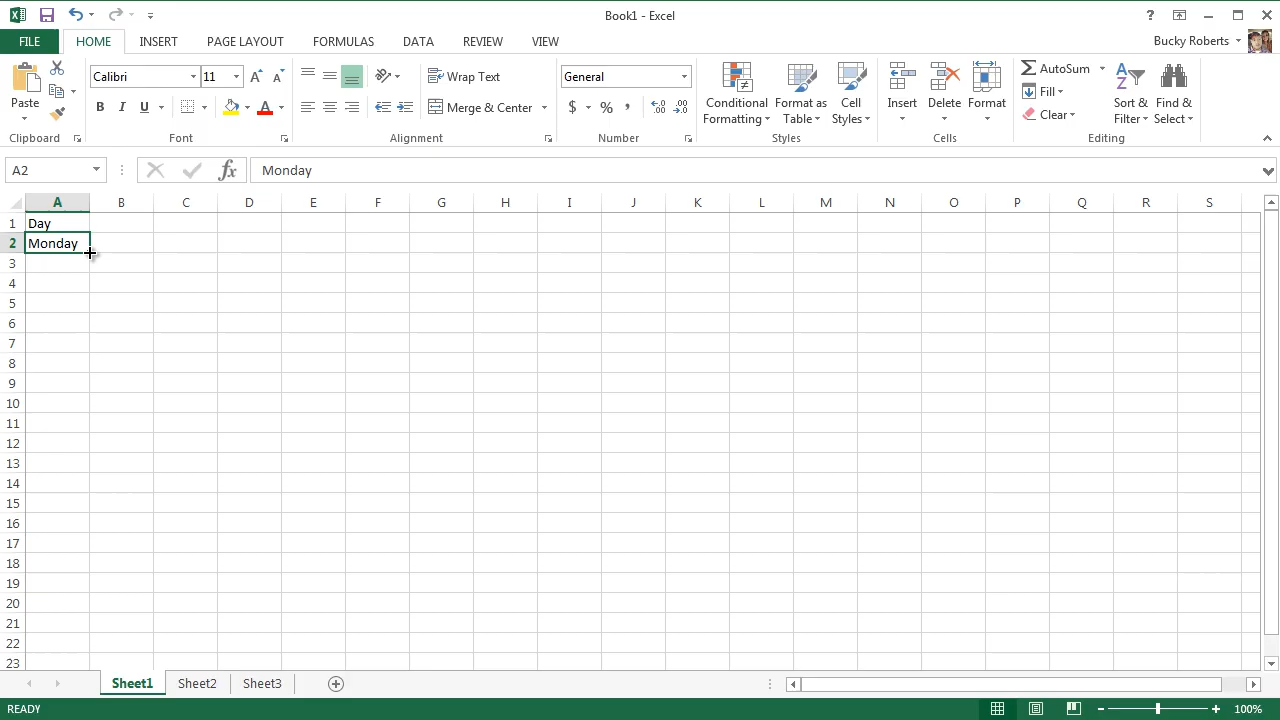 Book1 - Excel
?
FILE HOME INSERT PAGE LAYOUT FORMULAS DATA REVIEW VIEW Bucky Roberts
Paste
Clipboard
Calibri 11 A A
B I U A
Font
Wrap Text
Merge & Center
Alignment
General
$ % ,
Number
Conditional Formatting
Format as Table
Cell Styles
Styles
Insert Delete Format
Cells
AutoSum
Fill
Clear
Sort & Filter
Find & Select
Editing
A2 fx Monday
A B C D E F G H I J K L M N O P Q R S
1 Day
2 Monday
3
4
5
6
7
8
9
10
11
12
13
14
15
16
17
18
19
20
21
22
23
Sheet1 Sheet2 Sheet3
READY 100%